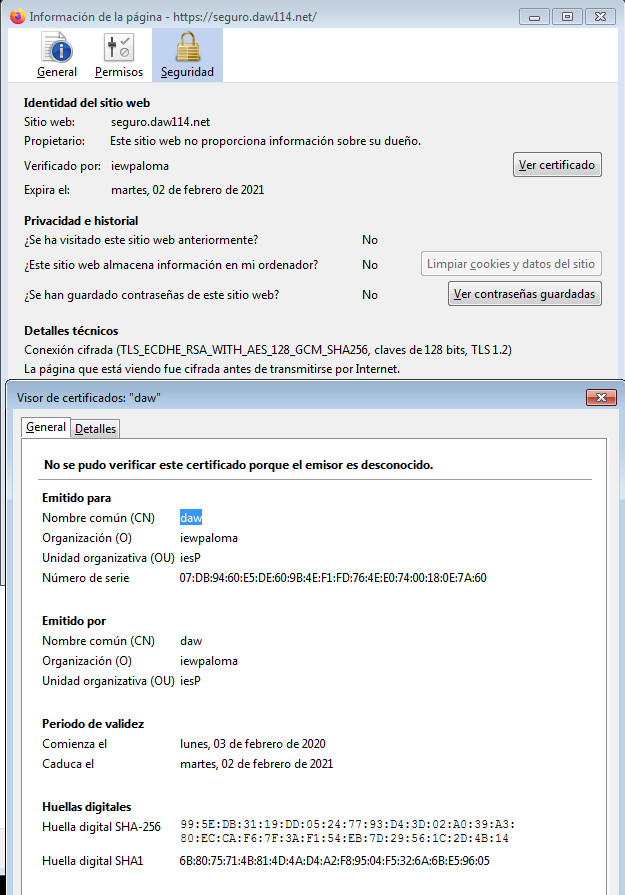 Información de la página - https://seguro.daw114.net/
General Permisos Seguridad
Identidad del sitio web
Sitio web: seguro.daw114.net
Propietario: Este sitio web no proporciona información sobre su dueño.
Verificado por: iewpaloma Ver certificado
Expira el: martes, 02 de febrero de 2021
Privacidad e historial
¿Se ha visitado este sitio web anteriormente? No
¿Este sitio web almacena información en mi ordenador? No Limpiar cookies y datos del sitio
¿Se han guardado contraseñas de este sitio web? No Ver contraseñas guardadas
Detalles técnicos
Conexión cifrada (TLS_ECDHE_RSA_WITH_AES_128_GCM_SHA256, claves de 128 bits, TLS 1.2)
La página que está viendo fue cifrada antes de transmitirse por Internet.
Visor de certificados: "daw"
General Detalles
No se pudo verificar este certificado porque el emisor es desconocido.
Emitido para
Nombre común (CN) daw
Organización (O) iewpaloma
Unidad organizativa (OU) iesP
Número de serie 07:DB:94:60:E5:DE:60:9B:4E:F1:FD:76:4E:E0:74:00:18:0E:7A:60
Emitido por
Nombre común (CN) daw
Organización (O) iewpaloma
Unidad organizativa (OU) iesP
Periodo de validez
Comienza el lunes, 03 de febrero de 2020
Caduca el martes, 02 de febrero de 2021
Huellas digitales
Huella digital SHA-256 99:5E:DB:31:19:DD:05:24:77:93:D4:3D:02:A0:39:A3:
80:EC:CA:F6:7F:3A:F1:54:EB:7D:29:56:1C:2D:4B:14
Huella digital SHA1 6B:80:75:71:4B:81:4D:4A:D4:A2:F8:95:04:F5:32:6A:6B:E5:96:05